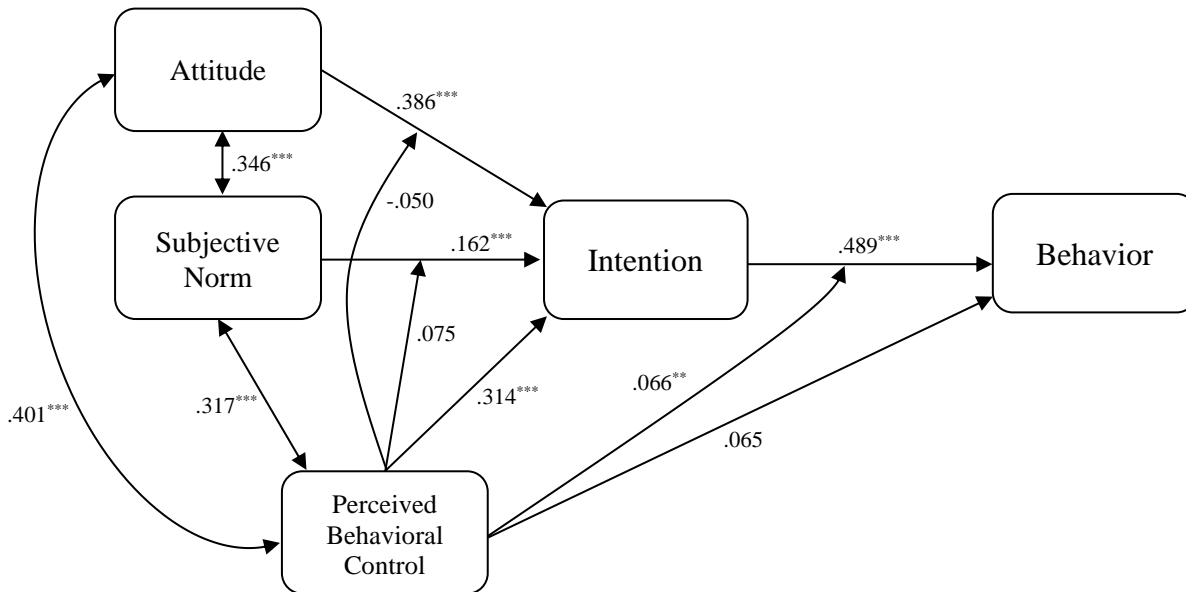 Attitude
.386***
.346***
-.050
Subjective
Norm
.162***
Intention
.489***
Behavior
.075
.066**
.314***
.317***
.401***
.065
Perceived
Behavioral
Control